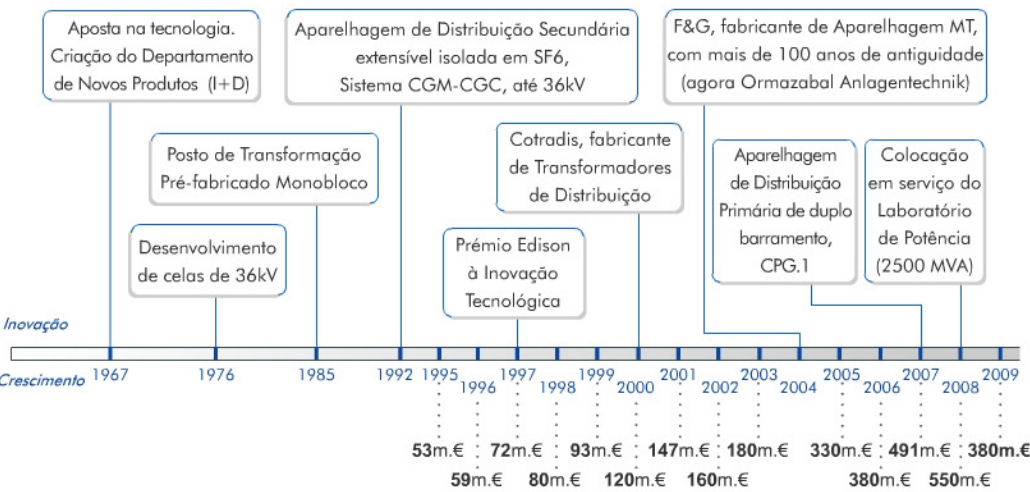 Aposta na tecnologia.
Criação do Departamento
de Novos Produtos (I+D)
Aparelhagem de Distribuição Secundária
extensível isolada em SF6,
Sistema CGM-CGC, até 36kV
F&G, fabricante de Aparelhagem MT,
com mais de 100 anos de antiguidade
(agora Ormazabal Anlagentechnik)
Posto de Transformação
Pré-fabricado Monobloco
Cotradis, fabricante
de Transformadores
de Distribuição
Aparelhagem
de Distribuição
Primária de duplo
barramento,
CPG.1
Colocação
em serviço do
Laboratório
de Potência
(2500 MVA)
Desenvolvimento
de celas de 36kV
Prémio Edison
à Inovação
Tecnológica
Inovação
Crescimento
1967 1976 1985 1992 1995 1996 1997 1998 1999 2000 2001 2002 2003 2004 2005 2006 2007 2008 2009
53m.€ 72m.€ 93m.€ 147m.€ 180m.€ 330m.€ 491m.€ 380m.€
59m.€ 80m.€ 120m.€ 160m.€ 380m.€ 550m.€